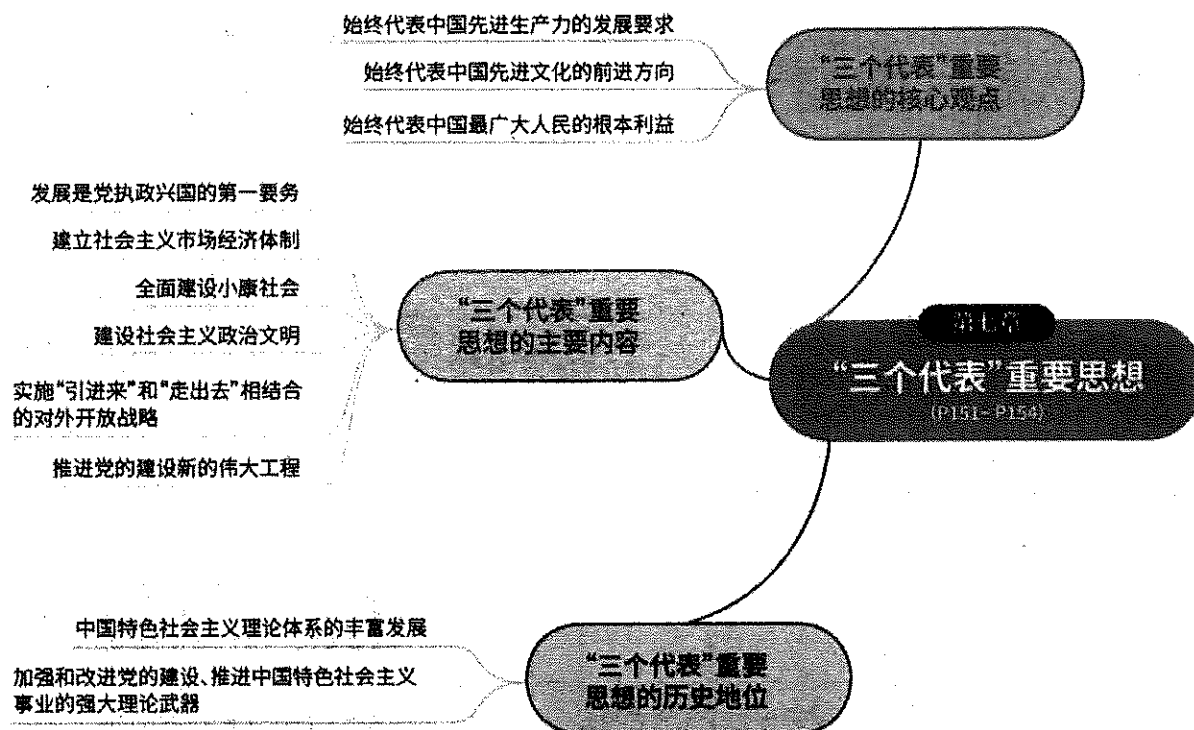 始终代表中国先进生产力的发展要求
始终代表中国先进文化的前进方向
始终代表中国最广大人民的根本利益
“三个代表”重要
思想的核心观点
发展是党执政兴国的第一要务
建立社会主义市场经济体制
全面建设小康社会
建设社会主义政治文明
实施“引进来”和“走出去”相结合
的对外开放战略
推进党的建设新的伟大工程
“三个代表”重要
思想的主要内容
第七章
“三个代表”重要思想
(P151- P154)
中国特色社会主义理论体系的丰富发展
加强和改进党的建设、推进中国特色社会主义
事业的强大理论武器
“三个代表”重要
思想的历史地位